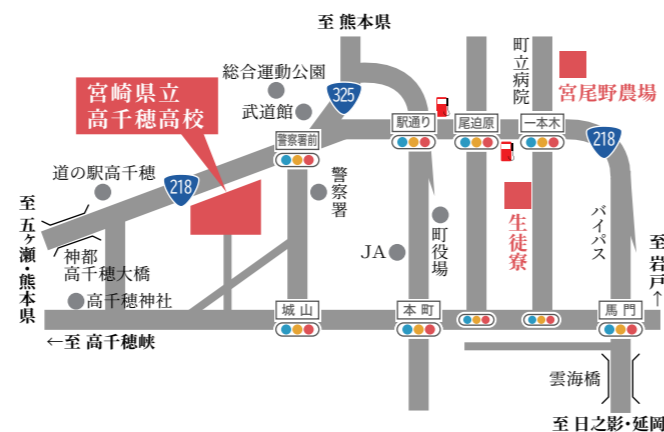 至 熊本県
総合運動公園
武道館
325
宮崎県立
高千穂高校
町立病院
宮尾野農場
警察署前
駅通り
尾迫原
一本木
218
道の駅高千穂
218
警察署
生徒寮
バイパス
至 五ヶ瀬・熊本県
神都
高千穂大橋
JA
町役場
至 岩戸→
高千穂神社
城山
本町
馬門
←至 高千穂峡
雲海橋
至 日之影・延岡